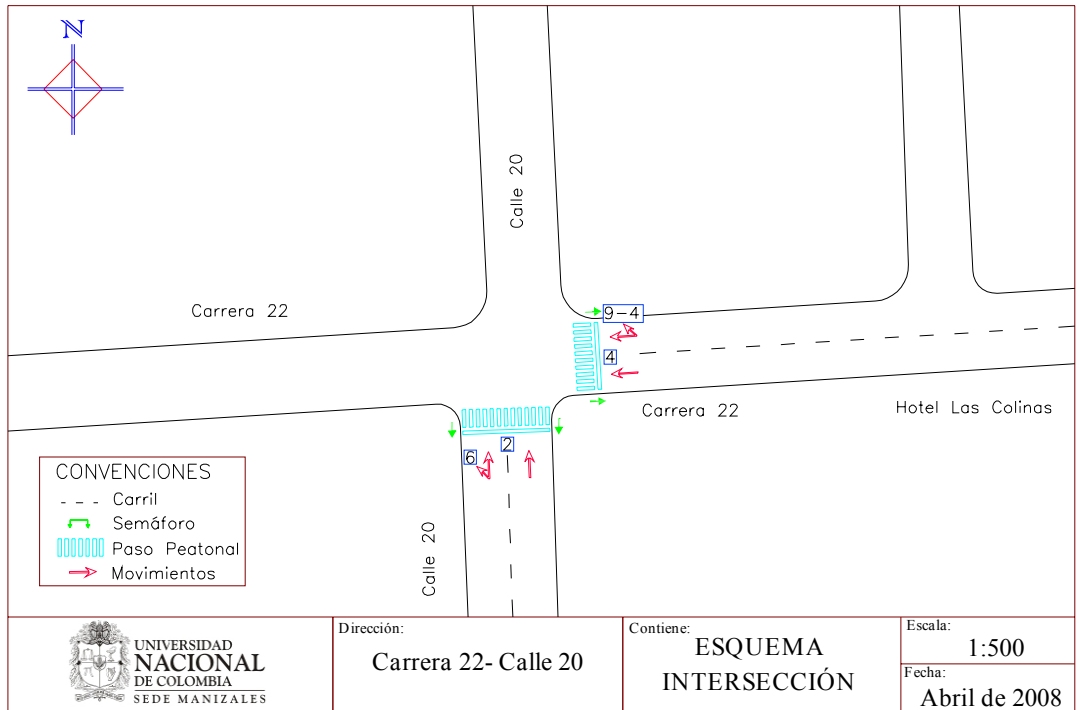 N
Calle 20
Carrera 22
9-4
4
Carrera 22
Hotel Las Colinas
2
6
Calle 20
CONVENCIONES
Carril
Semáforo
Paso Peatonal
Movimientos
UNIVERSIDAD
NACIONAL
DE COLOMBIA
SEDE MANIZALES
Dirección:
Carrera 22- Calle 20
Contiene:
ESQUEMA
INTERSECCIÓN
Escala:
1:500
Fecha:
Abril de 2008